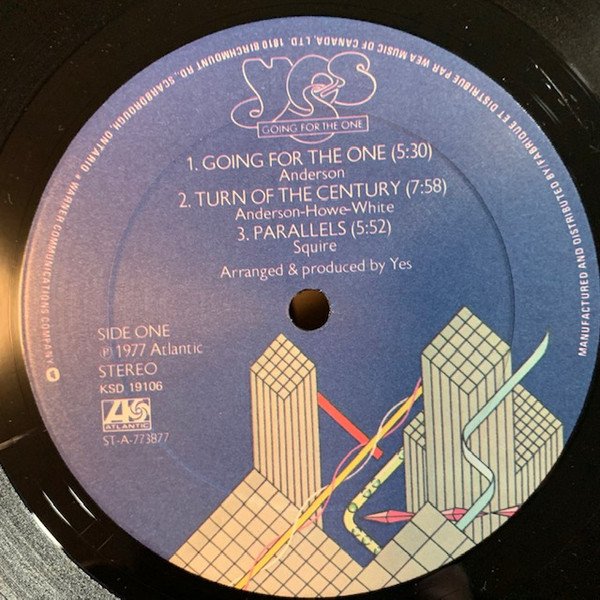 MANUFACTURED AND DISTRIBUTED BY/FABRIQUE ET DISTRIBUE PAR WEA MUSIC OF CANADA, LTD. 1810 BIRCHMOUNT RD., SCARBOROUGH, ONTARIO • WARNER COMMUNICATIONS COMPANY
YES
GOING FOR THE ONE
1. GOING FOR THE ONE (5:30)
Anderson
2. TURN OF THE CENTURY (7:58)
Anderson-Howe-White
3. PARALLELS (5:52)
Squire
Arranged & produced by Yes
SIDE ONE
℗ 1977 Atlantic
STEREO
KSD 19106
ATLANTIC
ST-A-773877